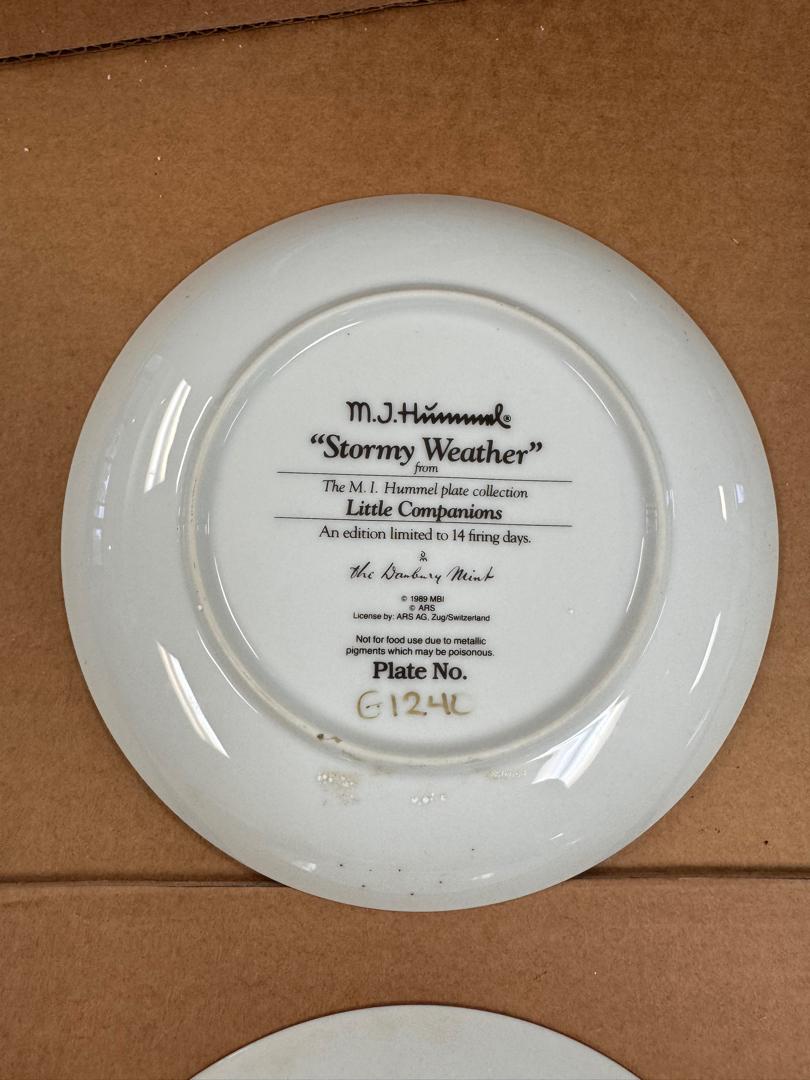 M.J.Hummel®
“Stormy Weather”
from
The M. I. Hummel plate collection
Little Companions
An edition limited to 14 firing days.
the Danbury Mint
© 1989 MBI
© ARS
License by: ARS AG, Zug/Switzerland
Not for food use due to metallic
pigments which may be poisonous.
Plate No.